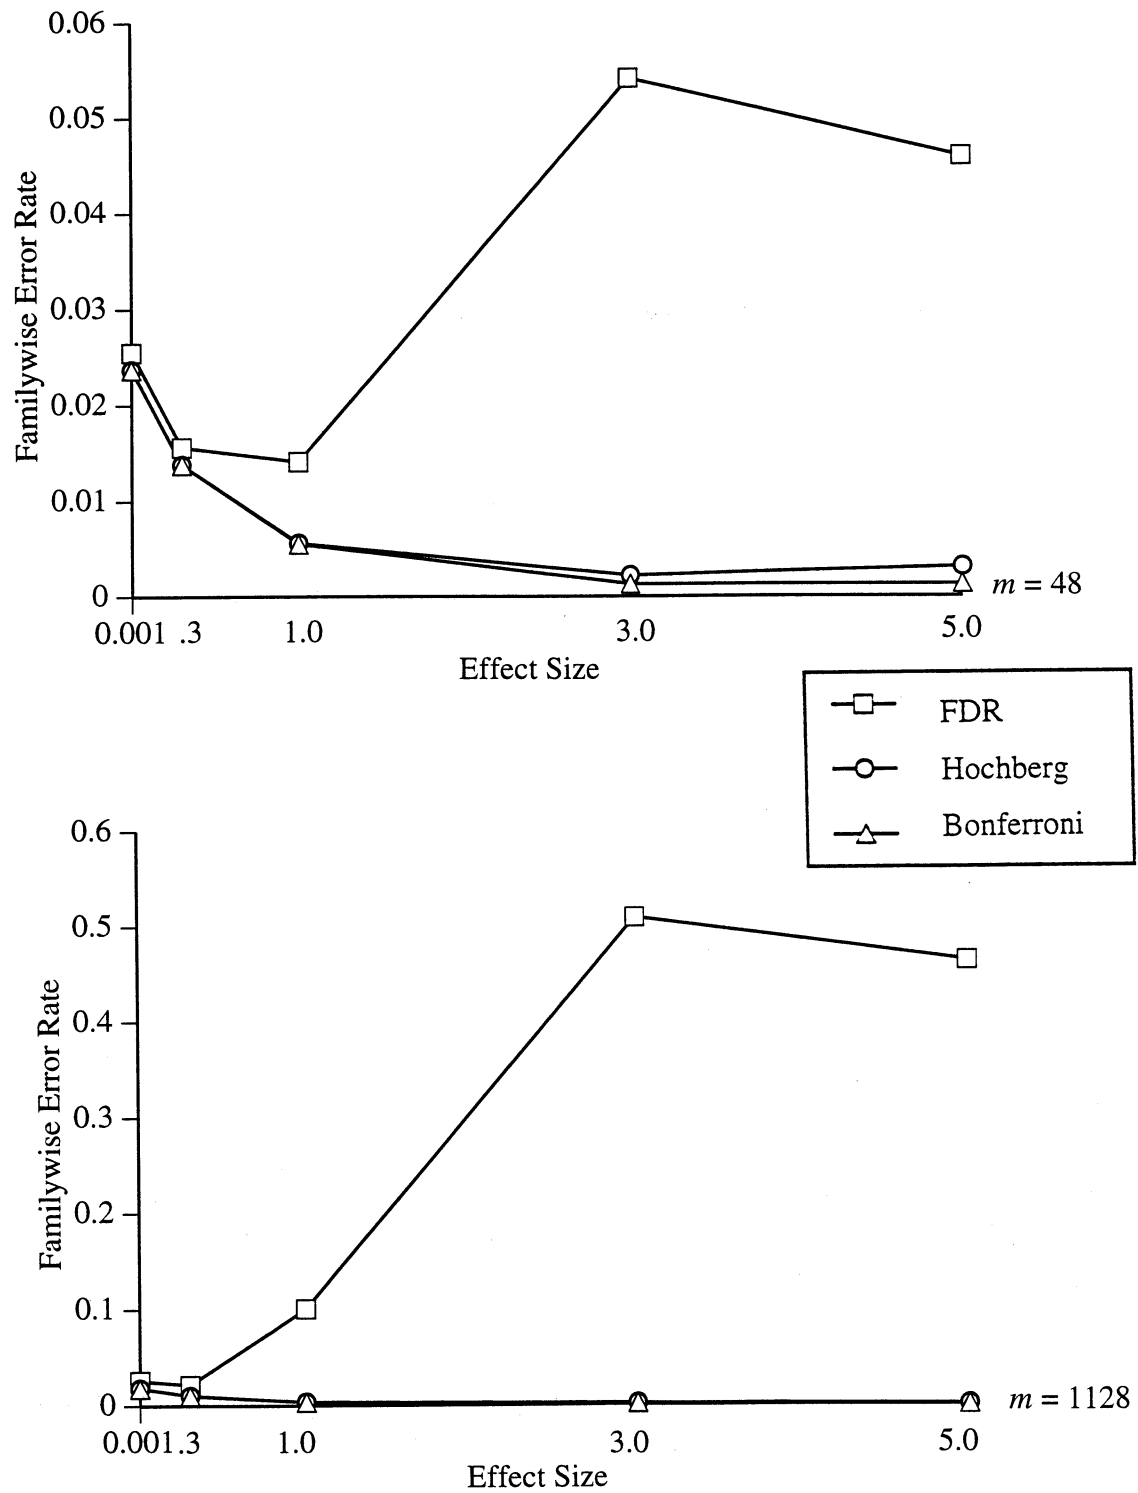 0.06
0.05
0.04
0.03
0.02
0.01
0
Familywise Error Rate
0.001 .3 1.0 3.0 5.0
Effect Size
m = 48
FDR
Hochberg
Bonferroni
0.6
0.5
0.4
0.3
0.2
0.1
0
Familywise Error Rate
0.001.3 1.0 3.0 5.0
Effect Size
m = 1128